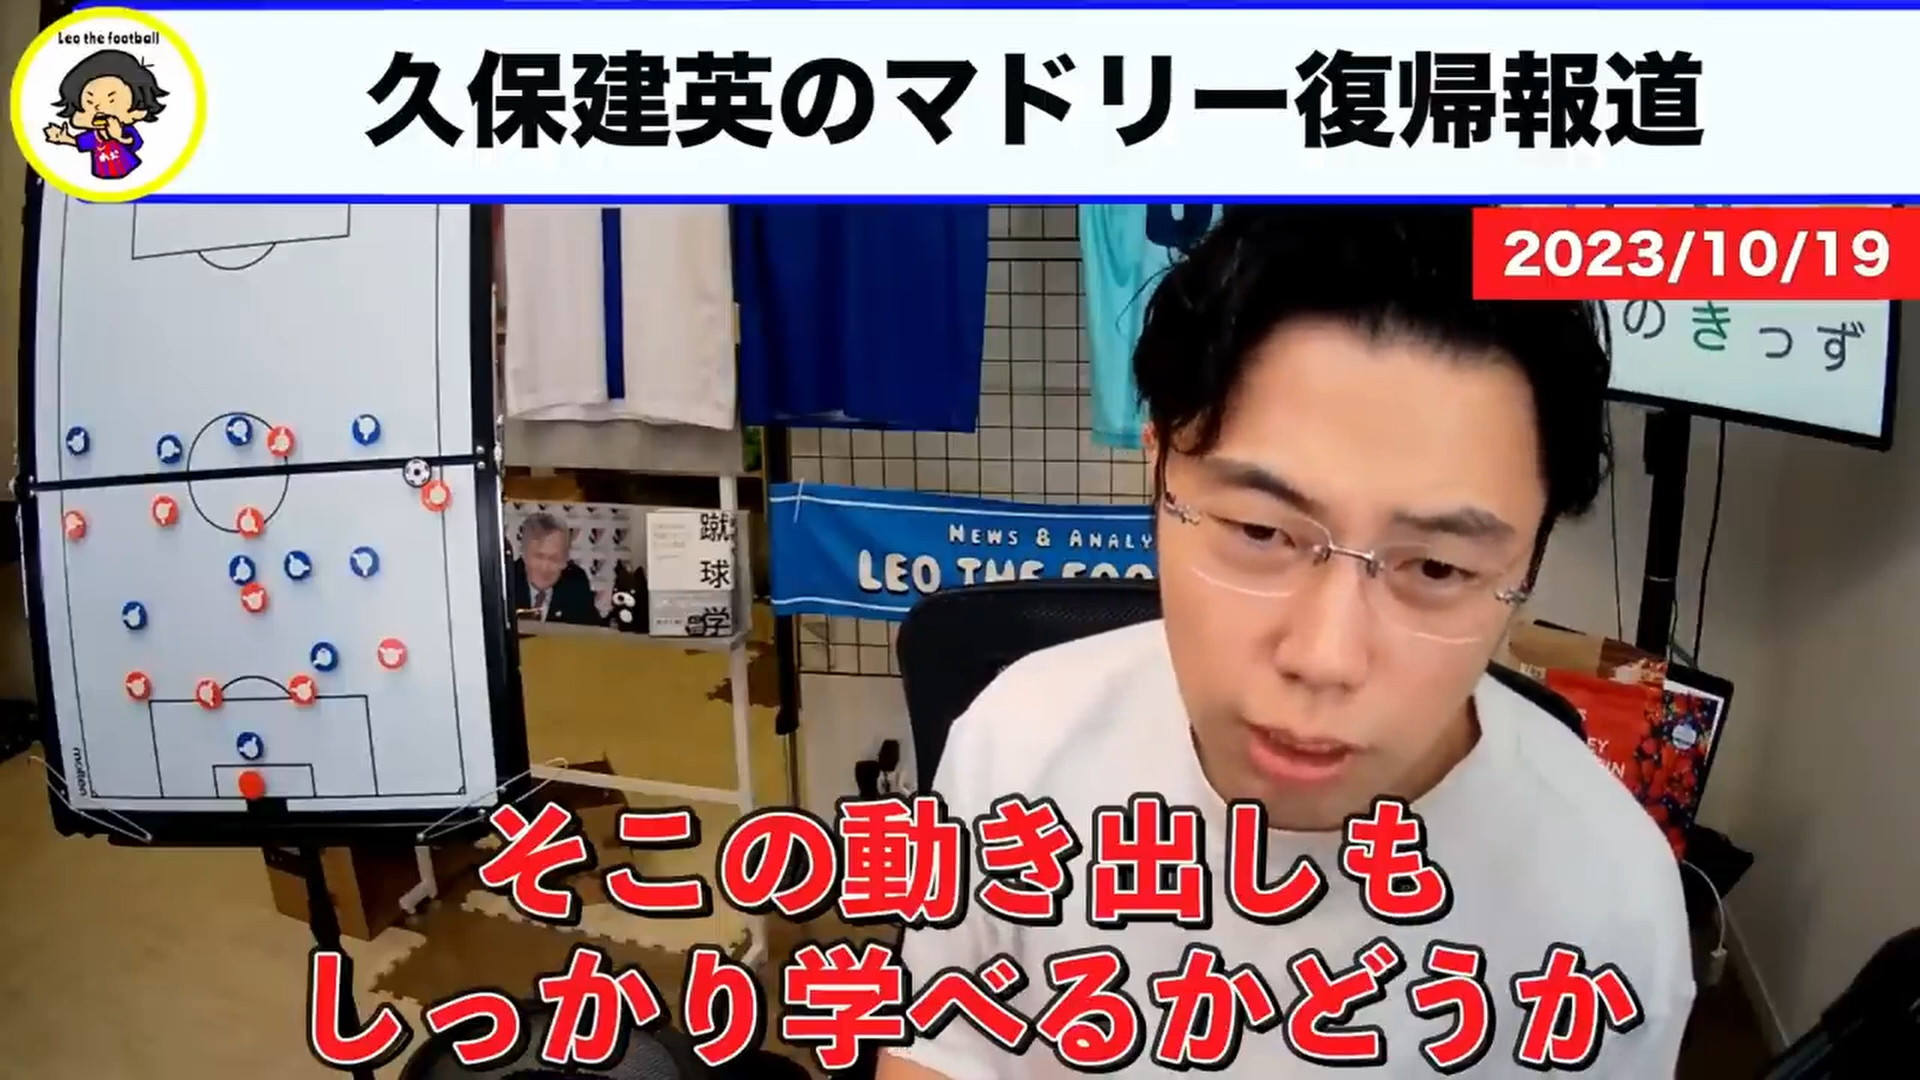 Leo the football
久保建英のマドリー復帰報道
2023/10/19
のきっず
NEWS & ANALY
LEO THE FOO
蹴
球
学
molten
そこの動き出しも
しっかり学べるかどうか